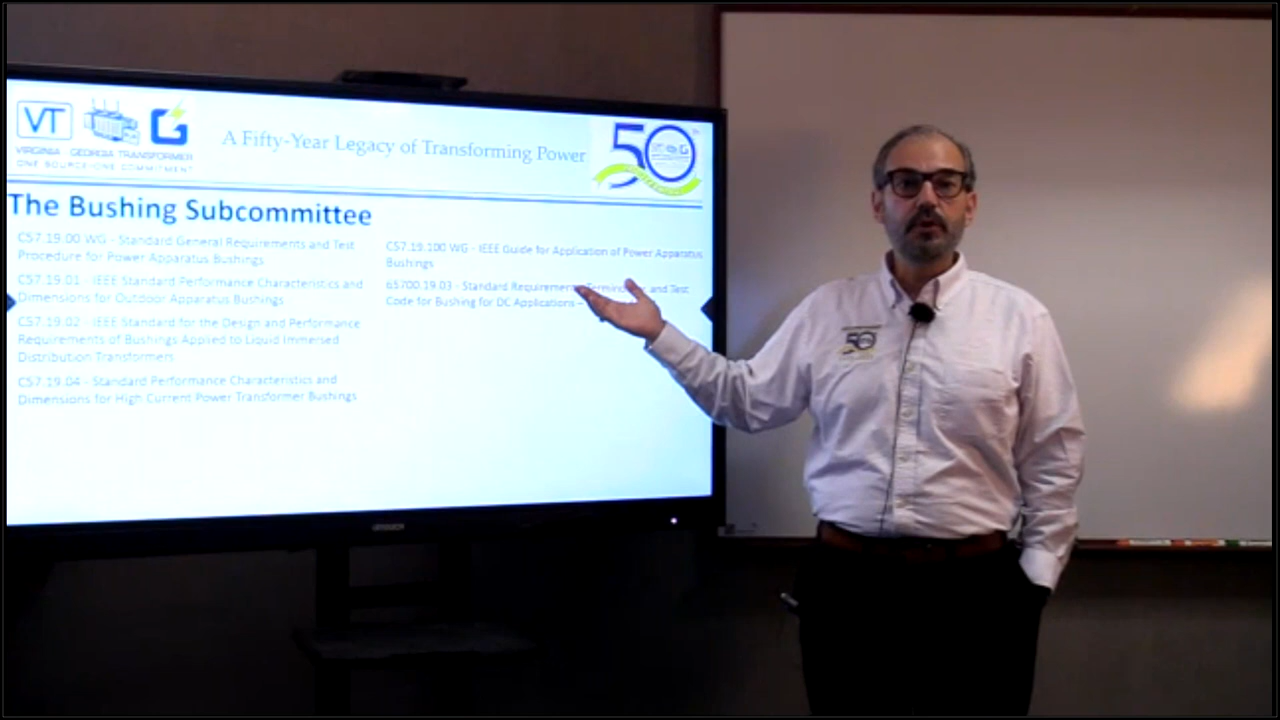 VT
VIRGINIA - GEORGIA TRANSFORMER
ONE SOURCE-ONE COMMITMENT
A Fifty-Year Legacy of Transforming Power
50
The Bushing Subcommittee
C57.19.00 WG - Standard General Requirements and Test
Procedure for Power Apparatus Bushings
C57.19.01 - IEEE Standard Performance Characteristics and
Dimensions for Outdoor Apparatus Bushings
C57.19.02 - IEEE Standard for the Design and Performance
Requirements of Bushings Applied to Liquid Immersed
Distribution Transformers
C57.19.04 - Standard Performance Characteristics and
Dimensions for High Current Power Transformer Bushings
C57.19.100 WG - IEEE Guide for Application of Power Apparatus
Bushings
65700.19.03 - Standard Requirements and Test
Code for Bushing for DC Applications –
50